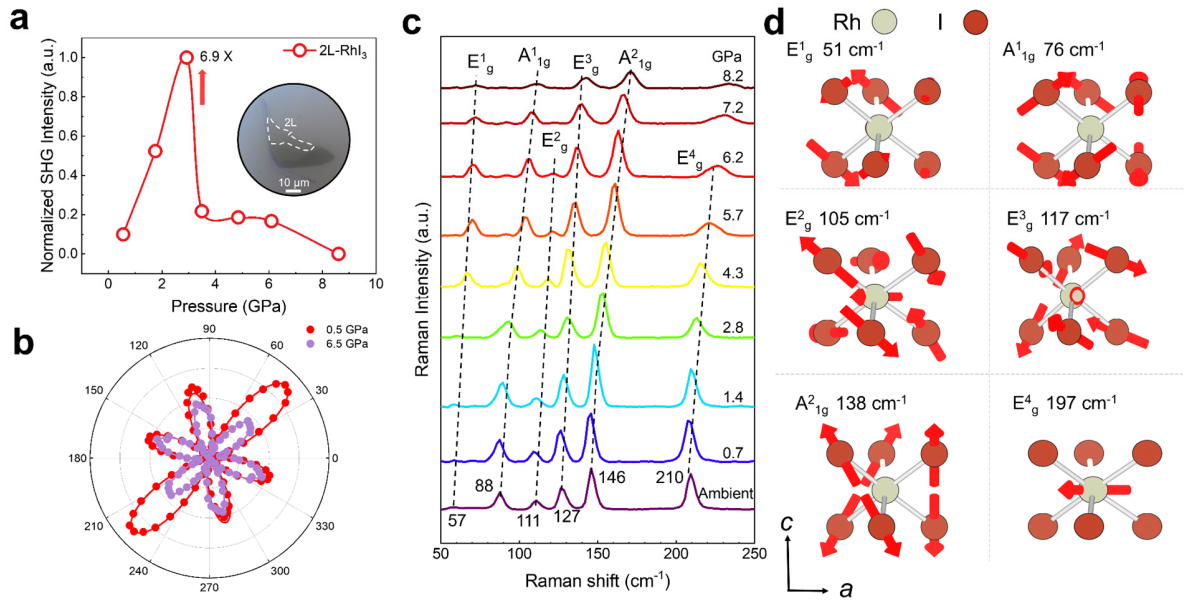 a
2L-RhI₃
6.9 X
2L
10 µm
Normalized SHG Intensity (a.u.)
1.0
0.8
0.6
0.4
0.2
0.0
0 2 4 6 8 10
Pressure (GPa)
b
0.5 GPa
6.5 GPa
90
120 60
150 30
180 0
210 330
240 300
270
c
E¹g A¹1g E³g A²1g GPa
8.2
7.2
E²g
E⁴g 6.2
5.7
4.3
2.8
1.4
0.7
Ambient
57 88 111 127 146 210
Raman Intensity (a.u.)
50 100 150 200 250
Raman shift (cm⁻¹)
d
Rh I
E¹g 51 cm⁻¹
A¹1g 76 cm⁻¹
E²g 105 cm⁻¹
E³g 117 cm⁻¹
A²1g 138 cm⁻¹
E⁴g 197 cm⁻¹
c
a